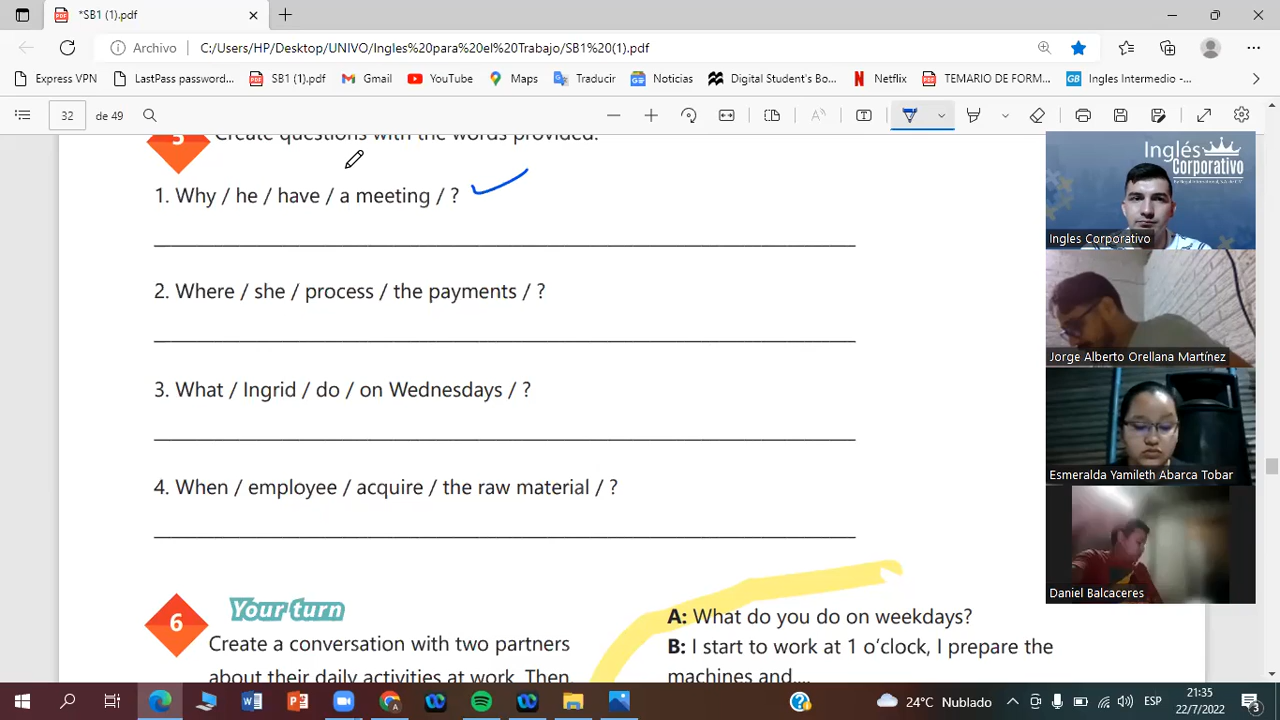 *SB1 (1).pdf
Archivo
C:/Users/HP/Desktop/UNIVO/Ingles%20para%20el%20Trabajo/SB1%20(1).pdf
Express VPN
LastPass password...
SB1 (1).pdf
Gmail
YouTube
Maps
Traducir
Noticias
Digital Student's Bo...
Netflix
TEMARIO DE FORM...
Ingles Intermedio -...
32
de 49
5
Create questions with the words provided.
1. Why / he / have / a meeting / ?
2. Where / she / process / the payments / ?
3. What / Ingrid / do / on Wednesdays / ?
4. When / employee / acquire / the raw material / ?
6
Your turn
Create a conversation with two partners
about their daily activities at work. Then
A: What do you do on weekdays?
B: I start to work at 1 o'clock, I prepare the
machines and....
Inglés
Corporativo
Ingles Corporativo
Jorge Alberto Orellana Martínez
Esmeralda Yamileth Abarca Tobar
Daniel Balcaceres
24°C Nublado
ESP
21:35
22/7/2022
3